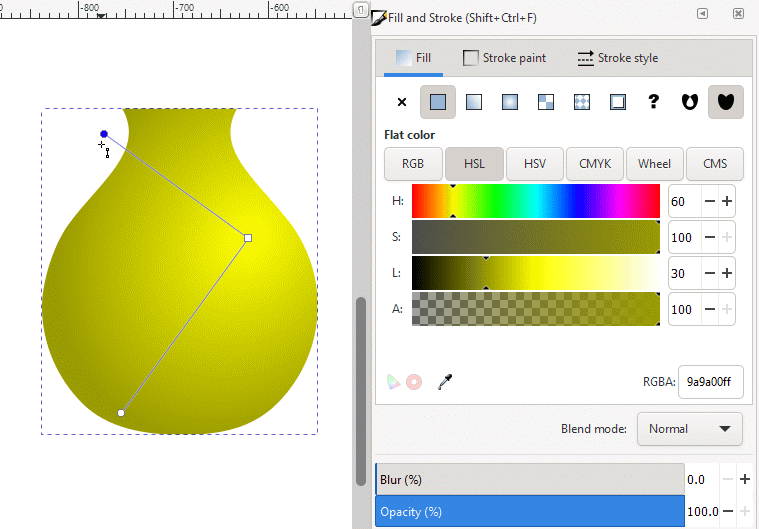 -800 -700 -600
Fill and Stroke (Shift+Ctrl+F)
Fill Stroke paint Stroke style
?
Flat color
RGB HSL HSV CMYK Wheel CMS
H: 60 − +
S: 100 − +
L: 30 − +
A: 100 − +
RGBA: 9a9a00ff
Blend mode: Normal
Blur (%) 0.0 − +
Opacity (%) 100.0 − +